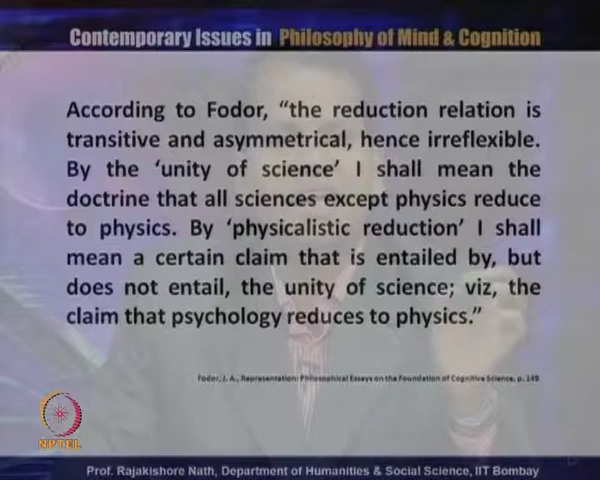 Contemporary Issues in Philosophy of Mind & Cognition
According to Fodor, “the reduction relation is
transitive and asymmetrical, hence irreflexible.
By the ‘unity of science’ I shall mean the
doctrine that all sciences except physics reduce
to physics. By ‘physicalistic reduction’ I shall
mean a certain claim that is entailed by, but
does not entail, the unity of science; viz, the
claim that psychology reduces to physics.”
Fodor, J. A., Representation: Philosophical Essays on the Foundation of Cognitive Science, p. 149.
NPTEL
Prof. Rajakishore Nath, Department of Humanities & Social Science, IIT Bombay